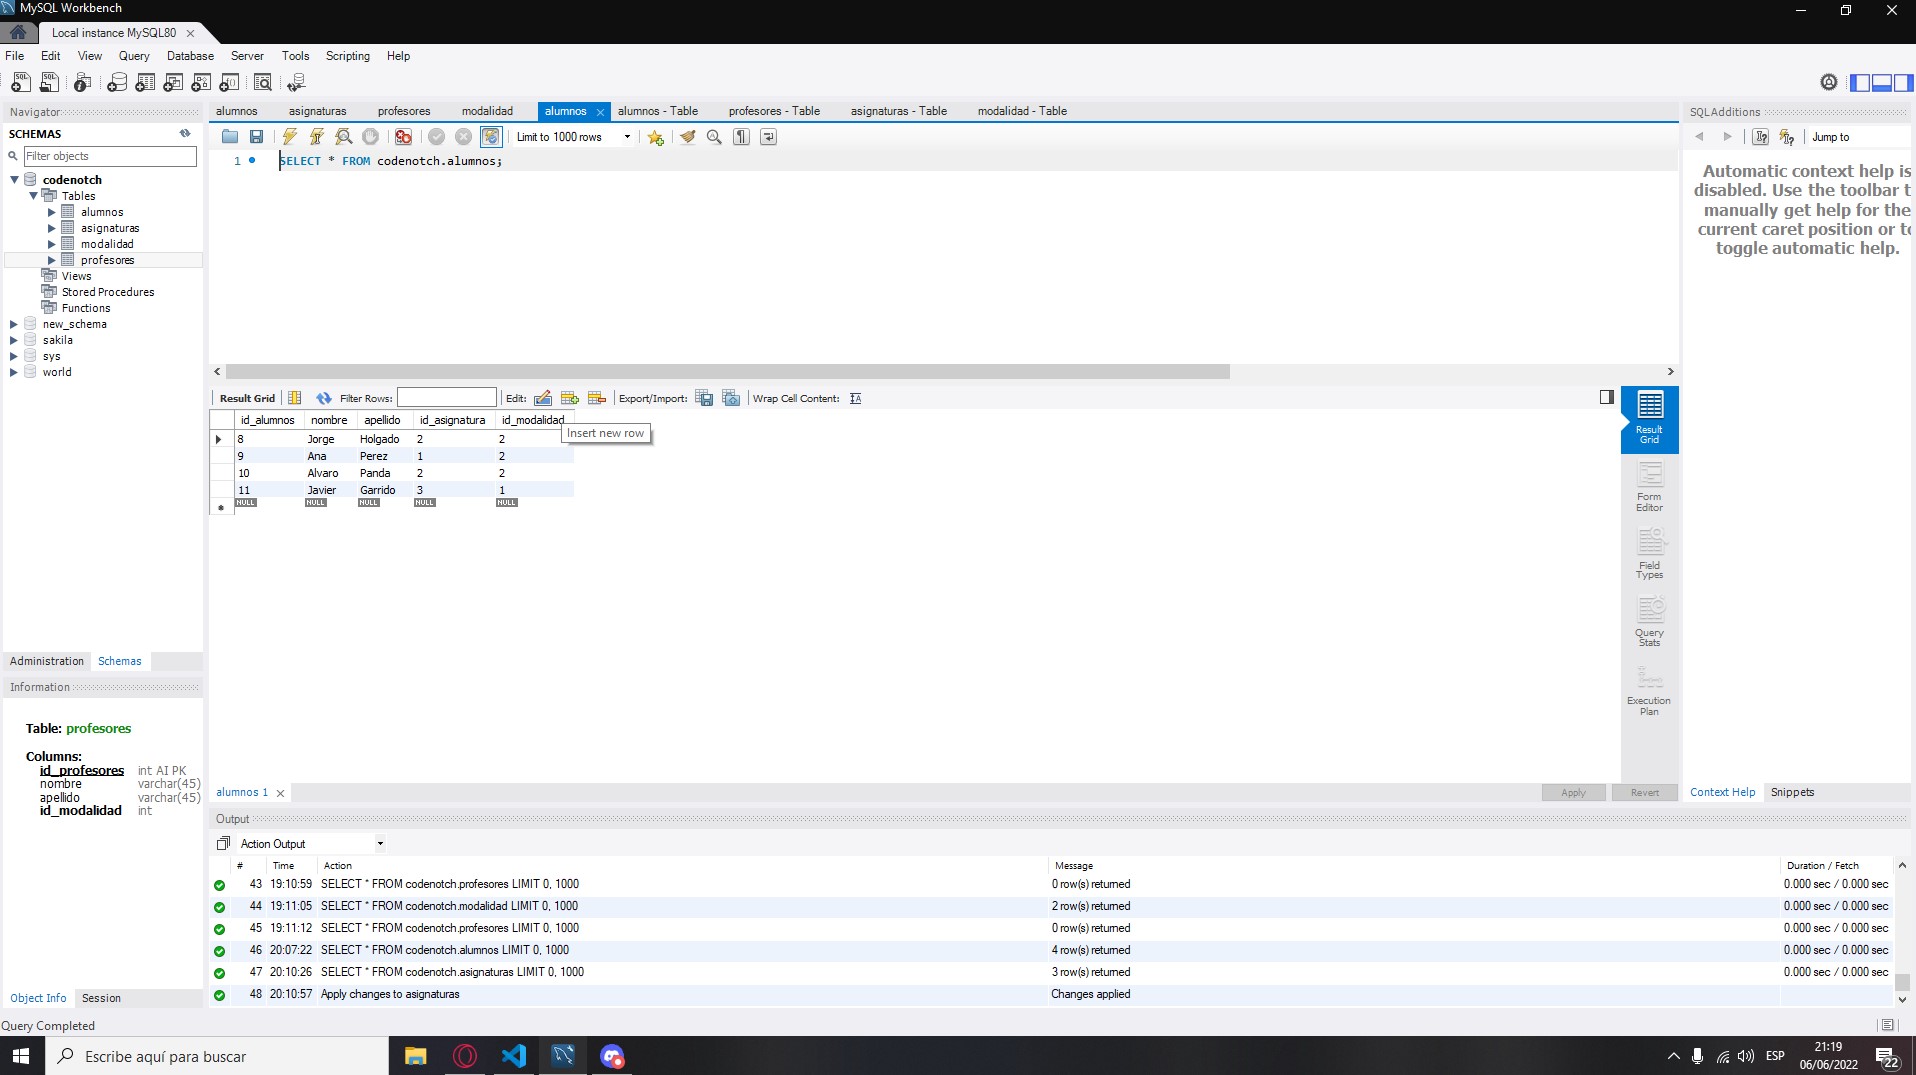 MySQL Workbench
Local instance MySQL80
File Edit View Query Database Server Tools Scripting Help
Navigator
SCHEMAS
Filter objects
codenotch
Tables
alumnos
asignaturas
modalidad
profesores
Views
Stored Procedures
Functions
new_schema
sakila
sys
world
Administration Schemas
Information
Table: profesores
Columns:
id_profesores int AI PK
nombre varchar(45)
apellido varchar(45)
id_modalidad int
Object Info Session
alumnos asignaturas profesores modalidad alumnos alumnos - Table profesores - Table asignaturas - Table modalidad - Table
Limit to 1000 rows
1 SELECT * FROM codenotch.alumnos;
Result Grid Filter Rows: Edit: Export/Import: Wrap Cell Content:
id_alumnos nombre apellido id_asignatura id_modalidad
Insert new row
8 Jorge Holgado 2 2
9 Ana Perez 1 2
10 Alvaro Panda 2 2
11 Javier Garrido 3 1
NULL NULL NULL NULL NULL
Result
Grid
Form
Editor
Field
Types
Query
Stats
Execution
Plan
alumnos 1
Apply Revert
SQLAdditions
Jump to
Automatic context help is
disabled. Use the toolbar t
manually get help for the
current caret position or to
toggle automatic help.
Context Help Snippets
Output
Action Output
# Time Action Message Duration / Fetch
43 19:10:59 SELECT * FROM codenotch.profesores LIMIT 0, 1000 0 row(s) returned 0.000 sec / 0.000 sec
44 19:11:05 SELECT * FROM codenotch.modalidad LIMIT 0, 1000 2 row(s) returned 0.000 sec / 0.000 sec
45 19:11:12 SELECT * FROM codenotch.profesores LIMIT 0, 1000 0 row(s) returned 0.000 sec / 0.000 sec
46 20:07:22 SELECT * FROM codenotch.alumnos LIMIT 0, 1000 4 row(s) returned 0.000 sec / 0.000 sec
47 20:10:26 SELECT * FROM codenotch.asignaturas LIMIT 0, 1000 3 row(s) returned 0.000 sec / 0.000 sec
48 20:10:57 Apply changes to asignaturas Changes applied
Query Completed
Escribe aquí para buscar
ESP
21:19
06/06/2022
22